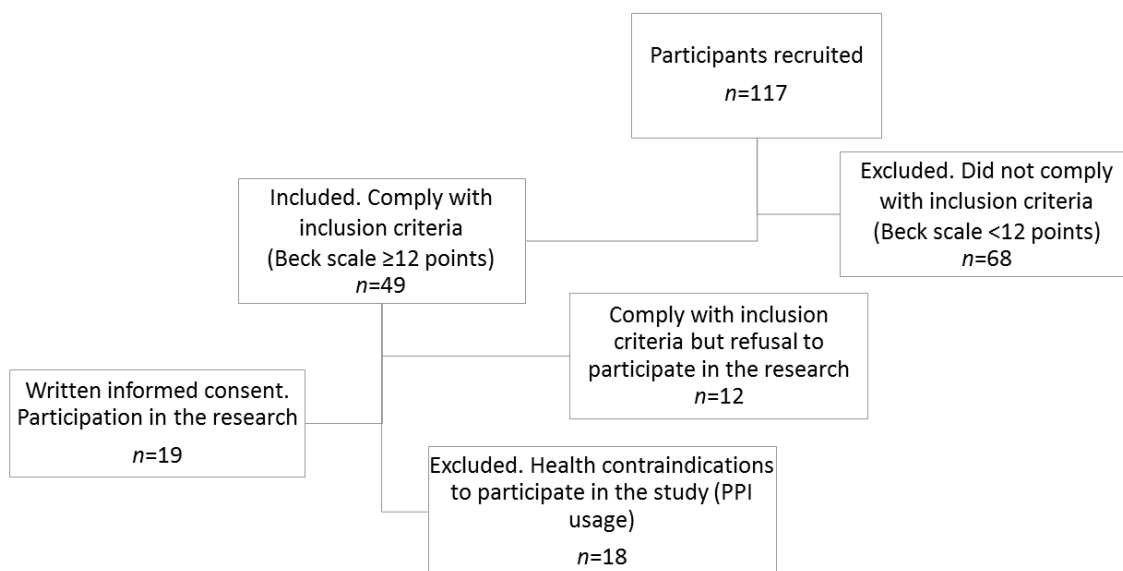 Participants recruited
n=117
Excluded. Did not comply
with inclusion criteria
(Beck scale <12 points)
n=68
Included. Comply with
inclusion criteria
(Beck scale ≥12 points)
n=49
Comply with inclusion
criteria but refusal to
participate in the research
n=12
Written informed consent.
Participation in the research
n=19
Excluded. Health contraindications
to participate in the study (PPI
usage)
n=18